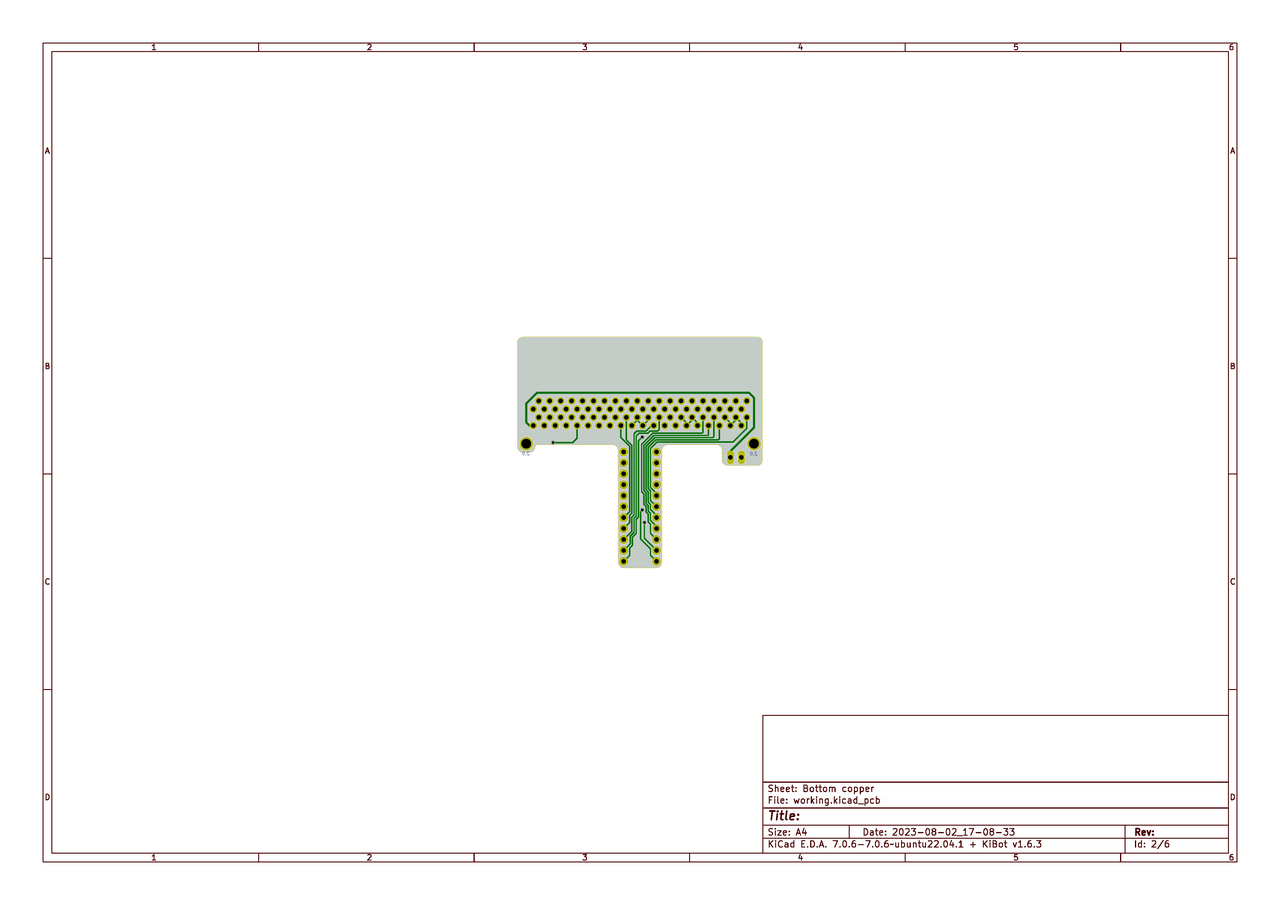 1 2 3 4 5 6
A A
B B
C C
D D
Sheet: Bottom copper
File: working.kicad_pcb
Title:
Size: A4 Date: 2023-08-02_17-08-33 Rev:
KiCad E.D.A. 7.0.6-7.0.6~ubuntu22.04.1 + KiBot v1.6.3 Id: 2/6
1 2 3 4 5 6